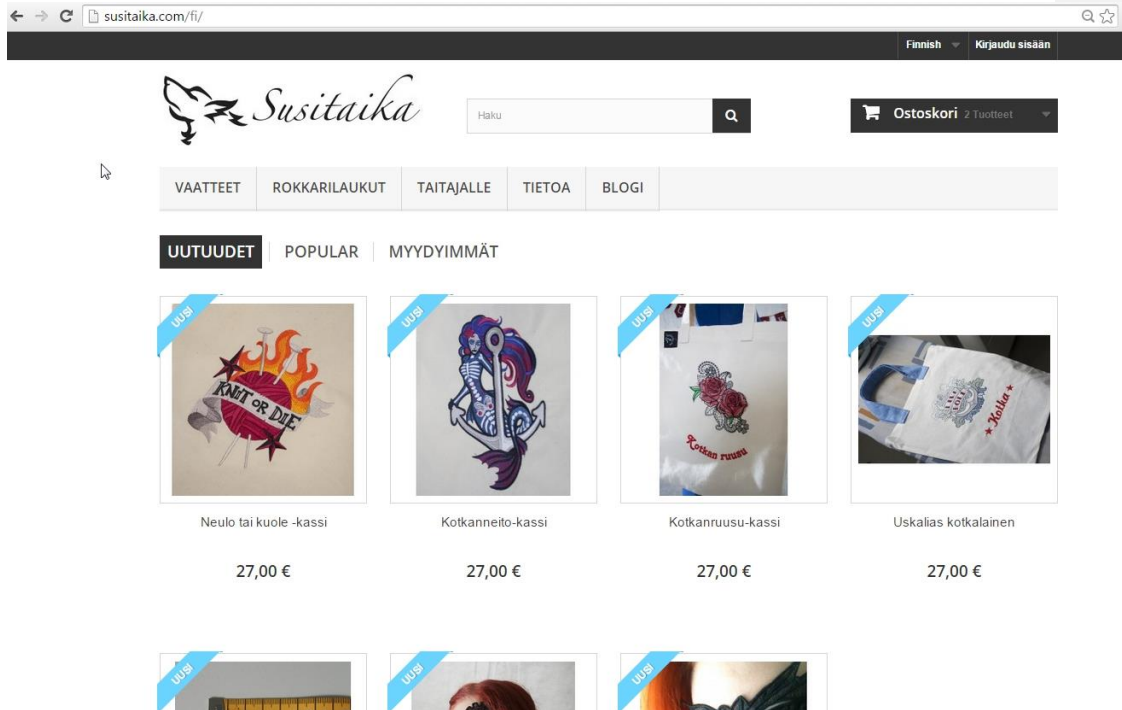 susitaika.com/fi/
Finnish
Kirjaudu sisään
Susitaika
Haku
Ostoskori 2 Tuotteet
VAATTEET ROKKARILAUKUT TAITAJALLE TIETOA BLOGI
UUTUUDET POPULAR MYYDYIMMÄT
UUSI UUSI UUSI UUSI
KNIT OR DIE
Kotkan ruusu
Kotka
Neulo tai kuole -kassi Kotkanneito-kassi Kotkanruusu-kassi Uskalias kotkalainen
27,00 € 27,00 € 27,00 € 27,00 €
UUSI UUSI UUSI